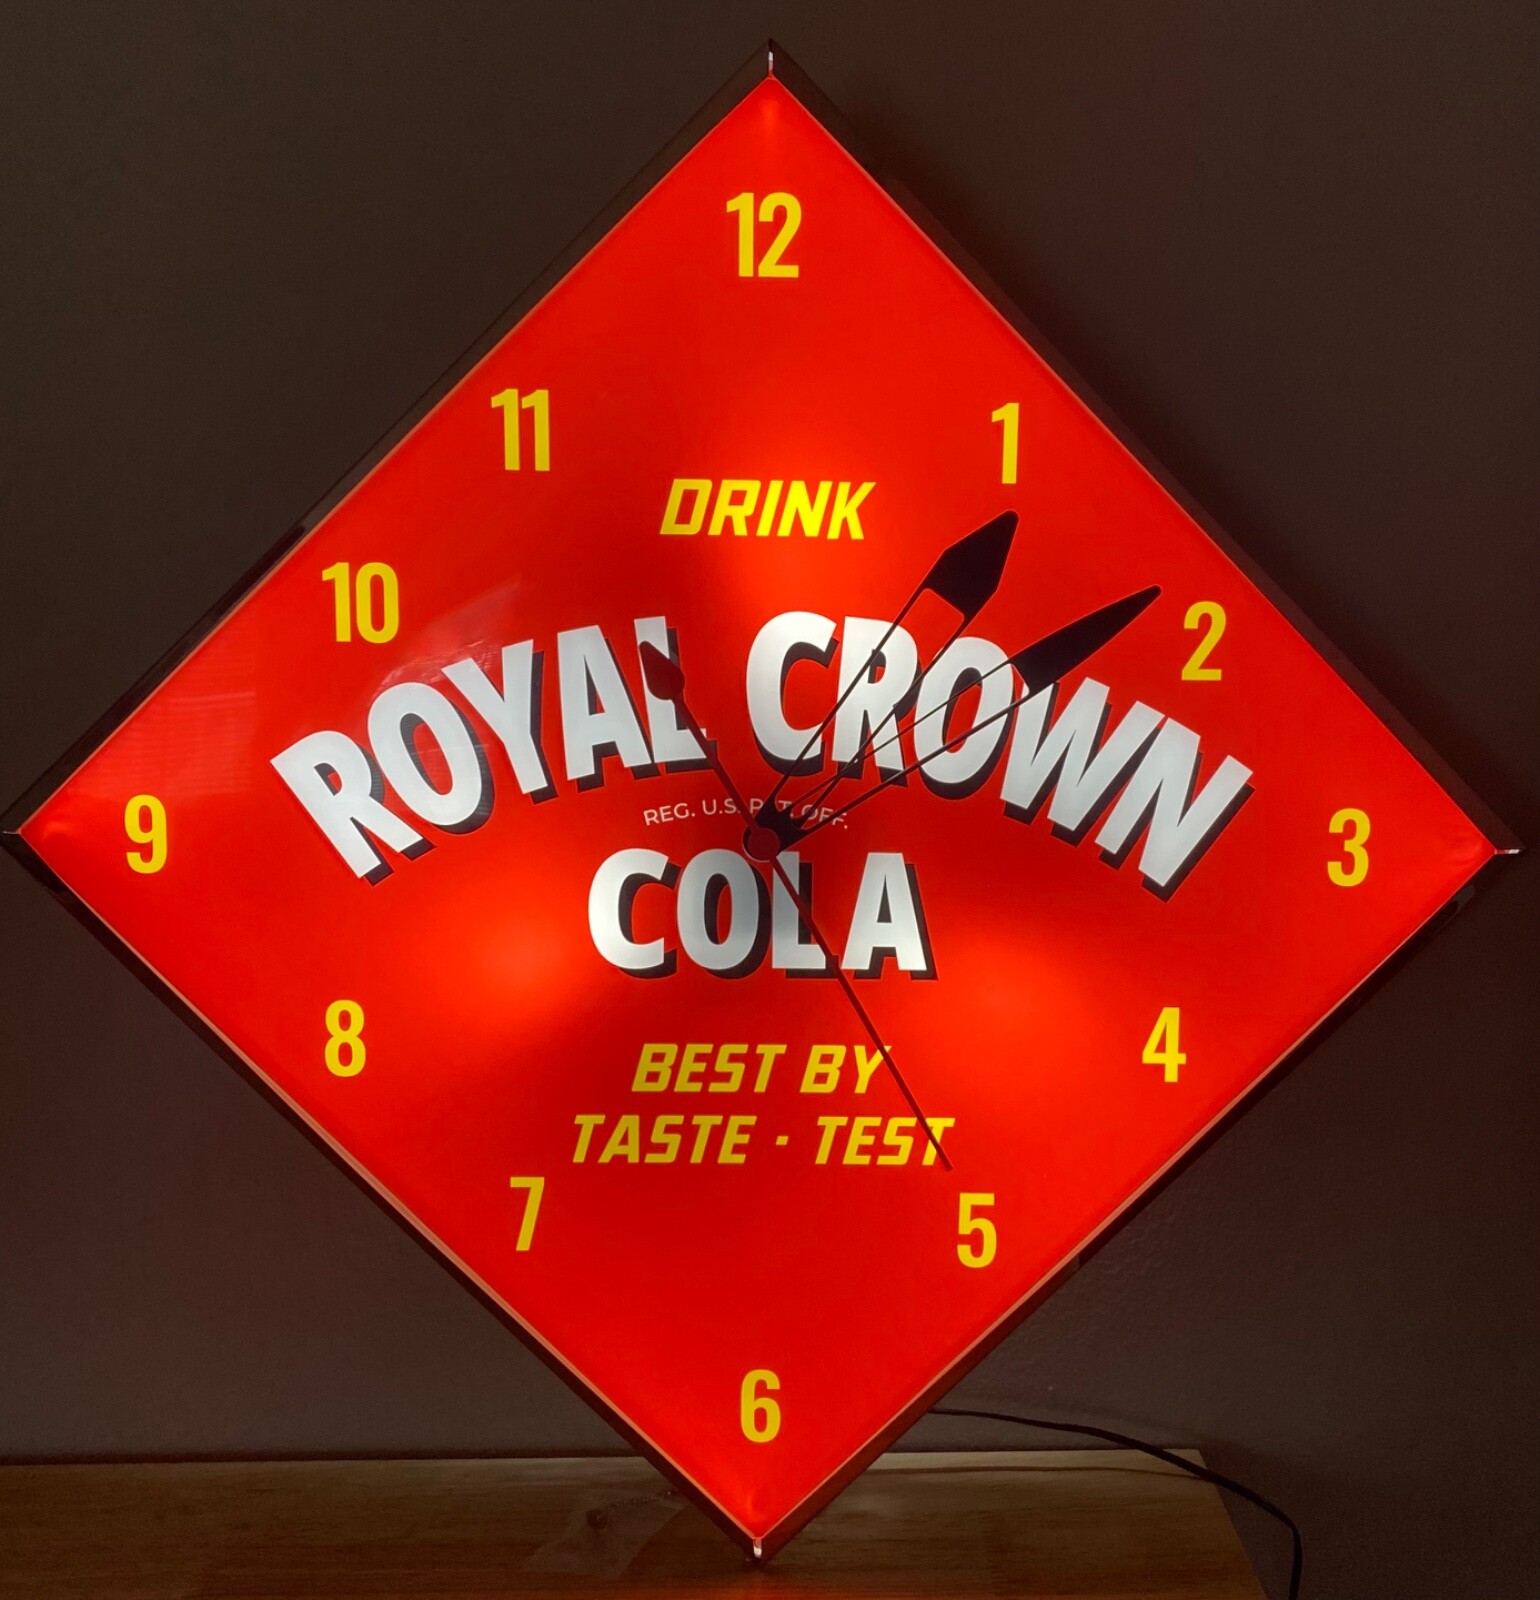 12
11
1
DRINK
10
2
ROYAL CROWN
REG. U.S. PAT. OFF.
9
3
COLA
8
4
BEST BY
TASTE - TEST
7
5
6